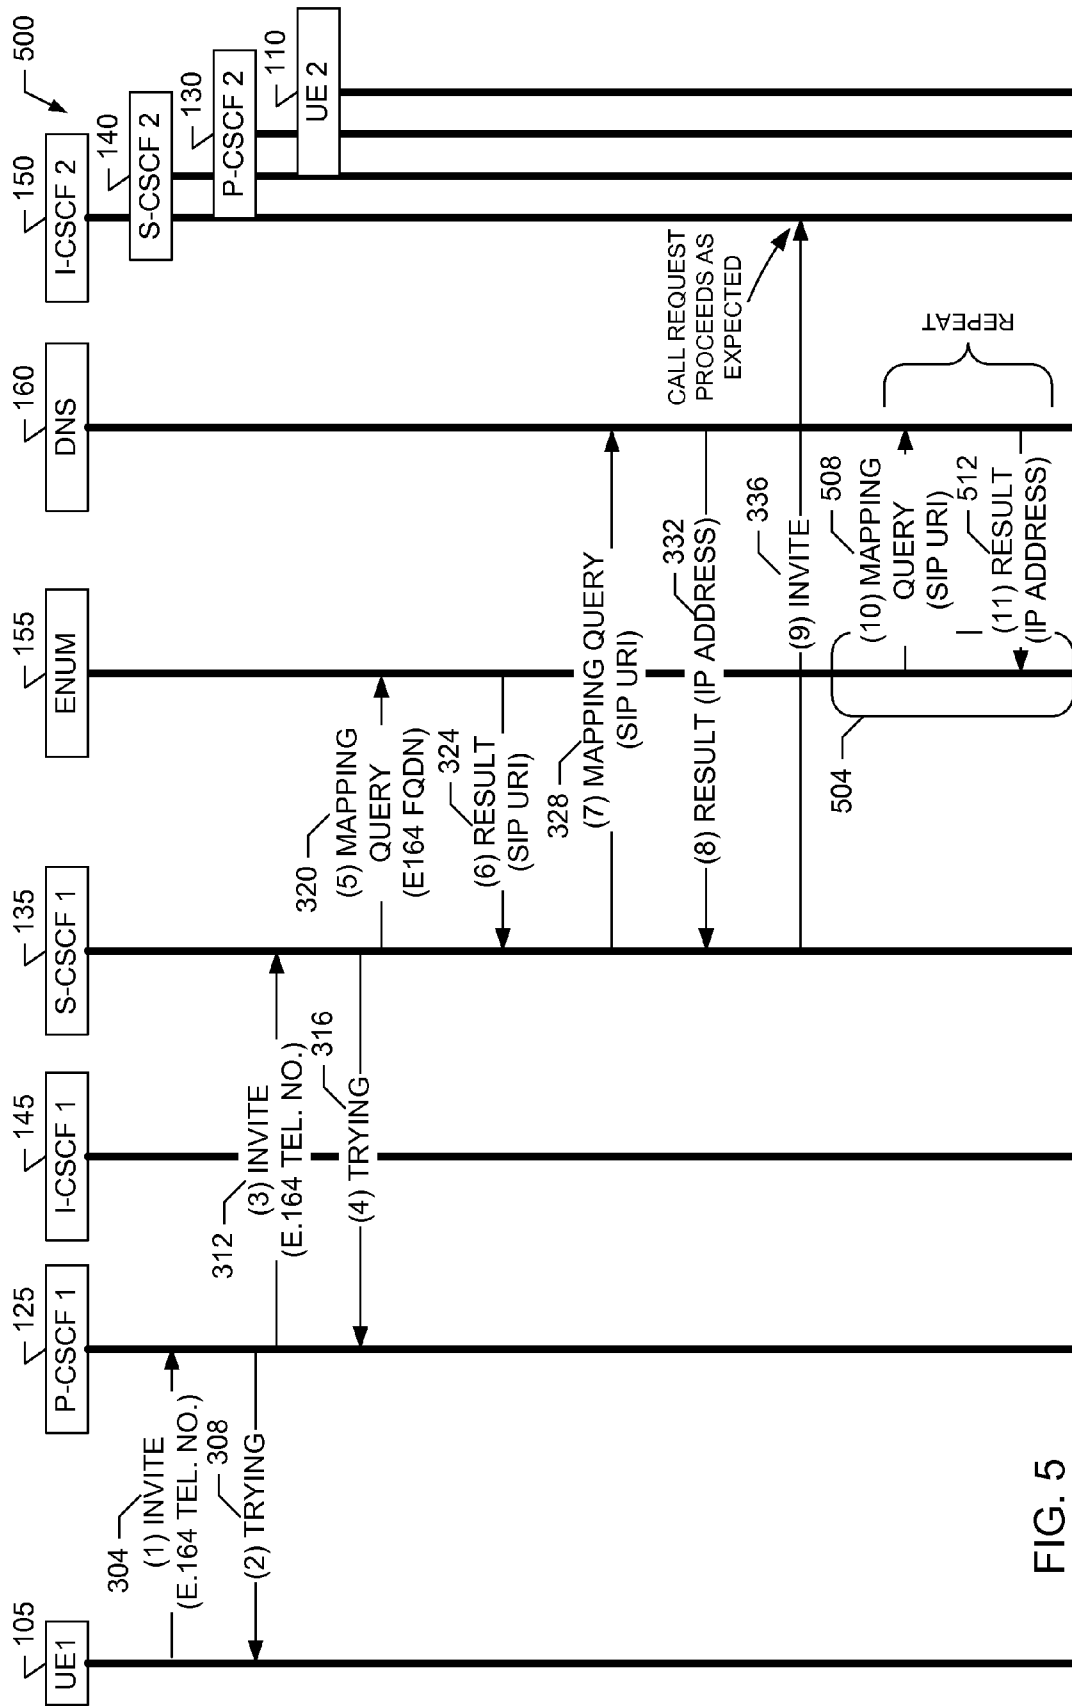 500
105
UE1
125
P-CSCF 1
145
I-CSCF 1
135
S-CSCF 1
155
ENUM
160
DNS
150
I-CSCF 2
140
S-CSCF 2
130
P-CSCF 2
110
UE 2
304
(1) INVITE
(E.164 TEL. NO.)
308
(2) TRYING
312
(3) INVITE
(E.164 TEL. NO.)
316
(4) TRYING
320
(5) MAPPING
QUERY
(E164 FQDN)
324
(6) RESULT
(SIP URI)
328
(7) MAPPING QUERY
(SIP URI)
332
(8) RESULT (IP ADDRESS)
336
(9) INVITE
CALL REQUEST
PROCEEDS AS
EXPECTED
504
508
(10) MAPPING
QUERY
(SIP URI)
512
(11) RESULT
(IP ADDRESS)
REPEAT
FIG. 5